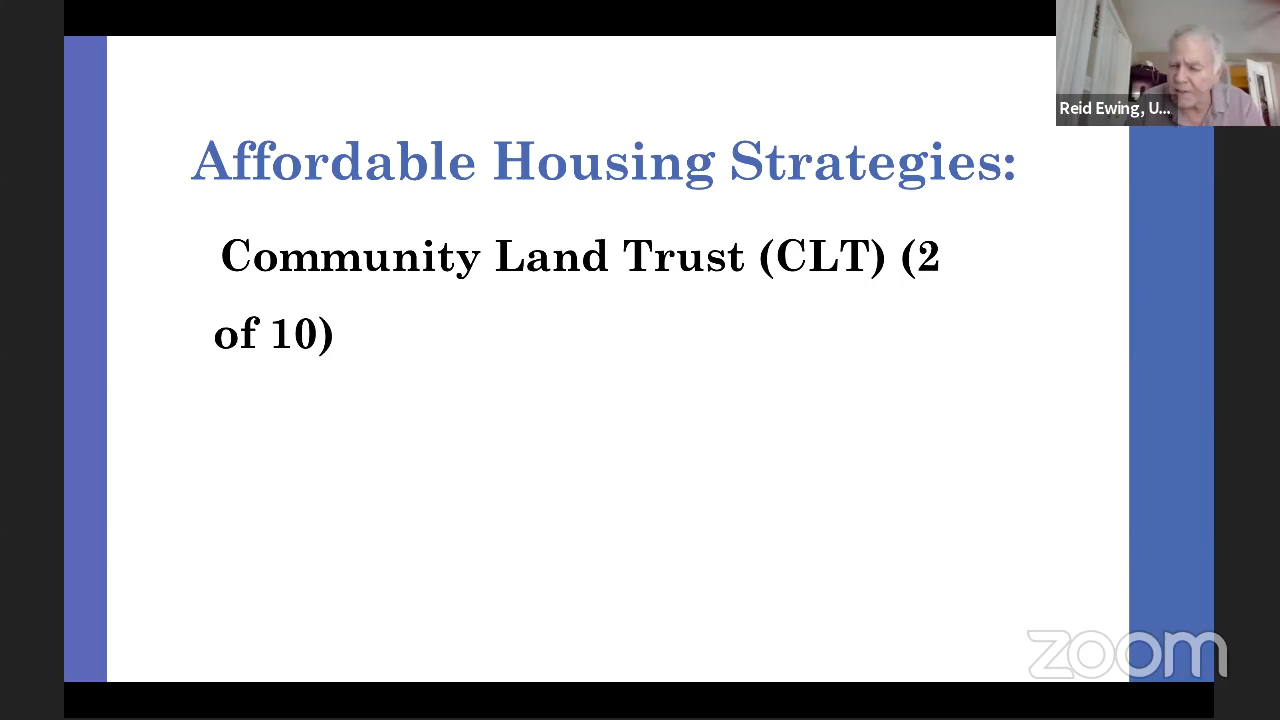 Reid Ewing, U...
Affordable Housing Strategies:
Community Land Trust (CLT) (2
of 10)
zoom